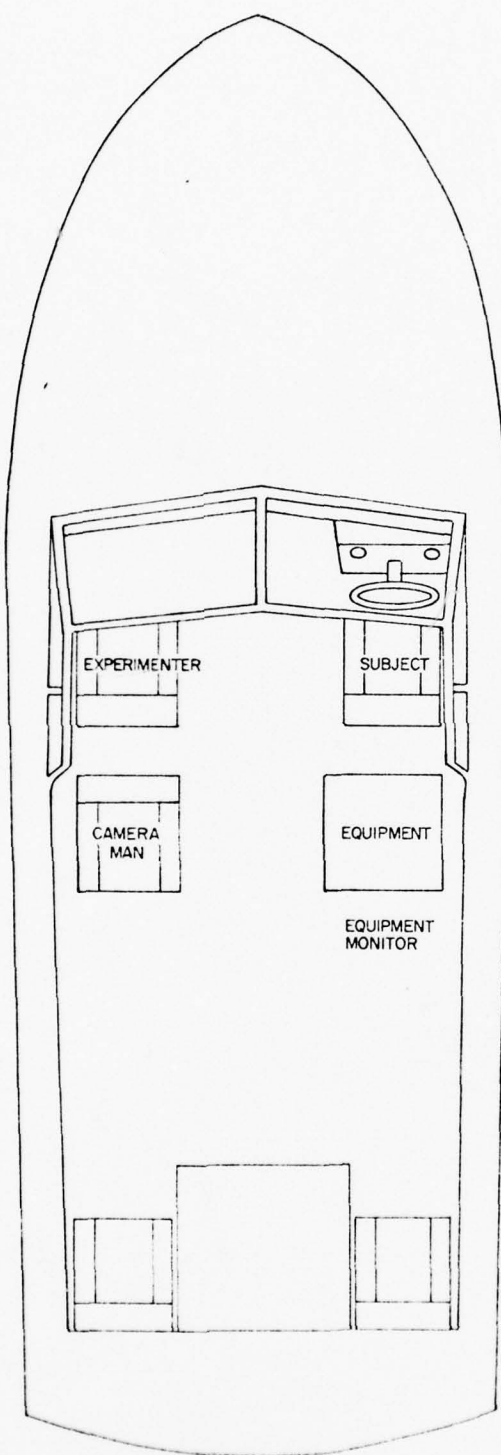 EXPERIMENTER
SUBJECT
CAMERA
MAN
EQUIPMENT
EQUIPMENT
MONITOR